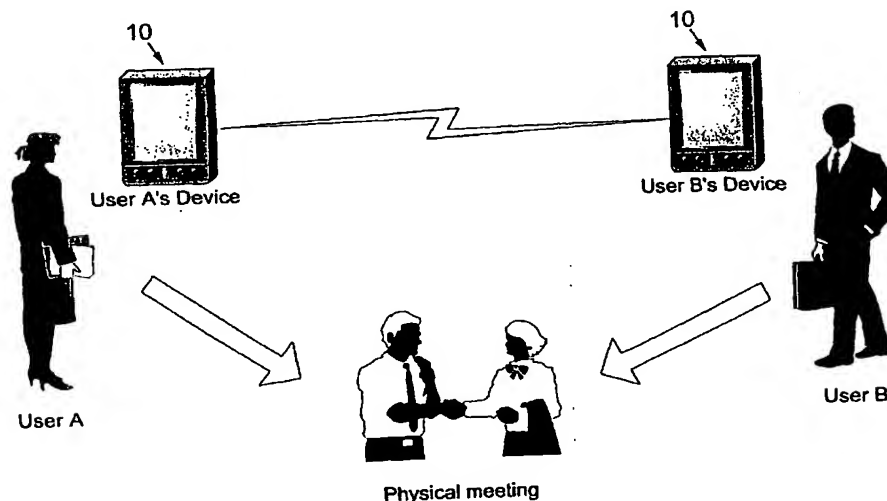 10
10
User A's Device
User B's Device
User A
User B
Physical meeting